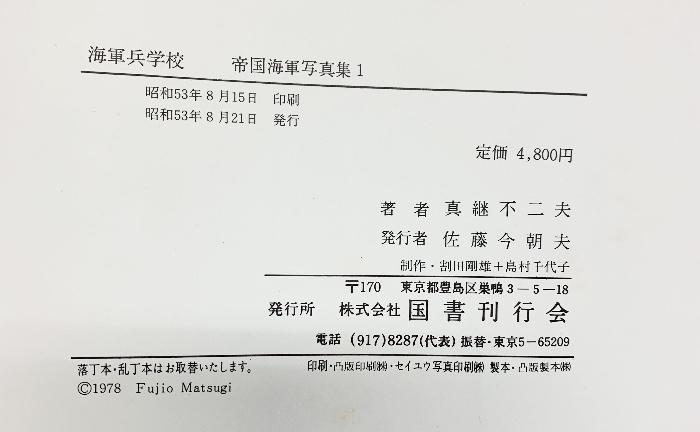 海軍兵学校　　帝国海軍写真集 1
昭和53年8月15日　印刷
昭和53年8月21日　発行
定価 4,800円
著者 真継不二夫
発行者 佐藤今朝夫
制作・割田剛雄+島村千代子
〒170　東京都豊島区巣鴨3-5-18
発行所　株式会社 国書刊行会
電話 (917)8287(代表) 振替・東京5-65209
落丁本・乱丁本はお取替いたします。　印刷・凸版印刷㈱・セイユウ写真印刷㈱ 製本・凸版製本㈱
©1978 Fujio Matsugi